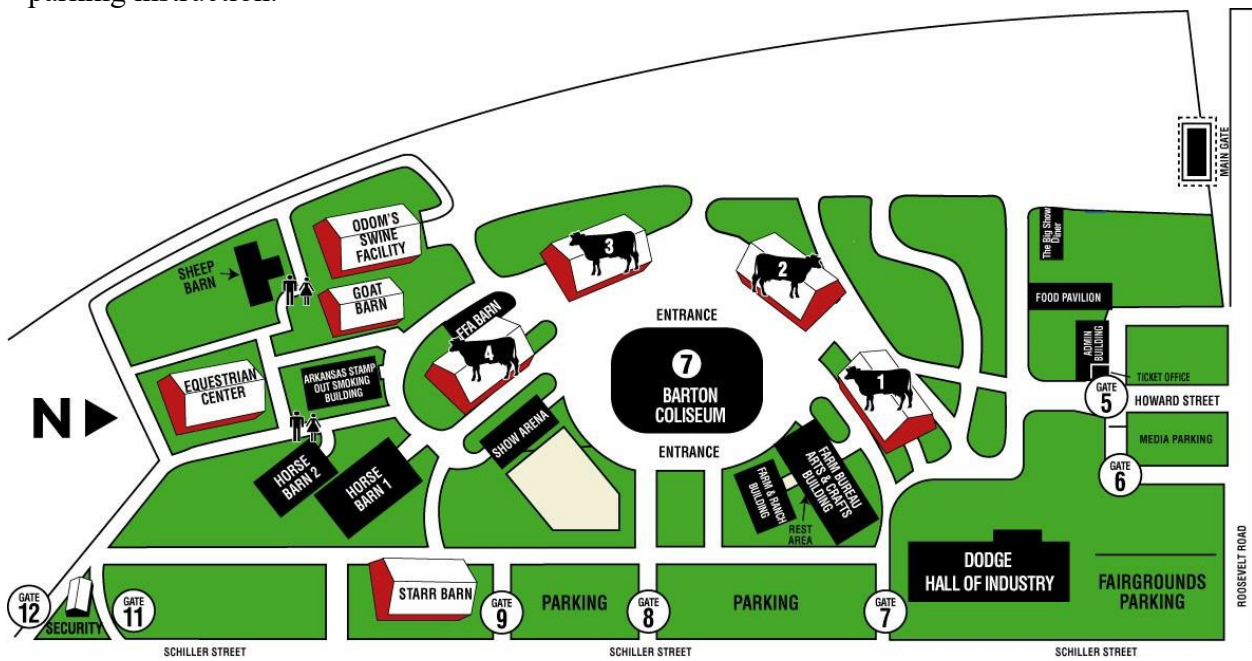 parking instruction.
MAIN GATE
ODOM'S
SWINE
FACILITY
SHEEP
BARN
GOAT
BARN
3
2
The Big Show
Diner
FOOD PAVILION
ENTRANCE
FFA BARN
4
7
BARTON
COLISEUM
1
ADMIN
BUILDING
TICKET OFFICE
GATE
5
HOWARD STREET
EQUESTRIAN
CENTER
ARKANSAS STAMP
OUT SMOKING
BUILDING
N
SHOW ARENA
ENTRANCE
MEDIA PARKING
GATE
6
HORSE
BARN 2
HORSE
BARN 1
FARM & RANCH
BUILDING
FARM BUREAU
ARTS & CRAFTS
BUILDING
REST
AREA
DODGE
HALL OF INDUSTRY
FAIRGROUNDS
PARKING
ROOSEVELT ROAD
GATE
12
SECURITY
GATE
11
STARR BARN
GATE
9
PARKING
GATE
8
PARKING
GATE
7
SCHILLER STREET
SCHILLER STREET
SCHILLER STREET